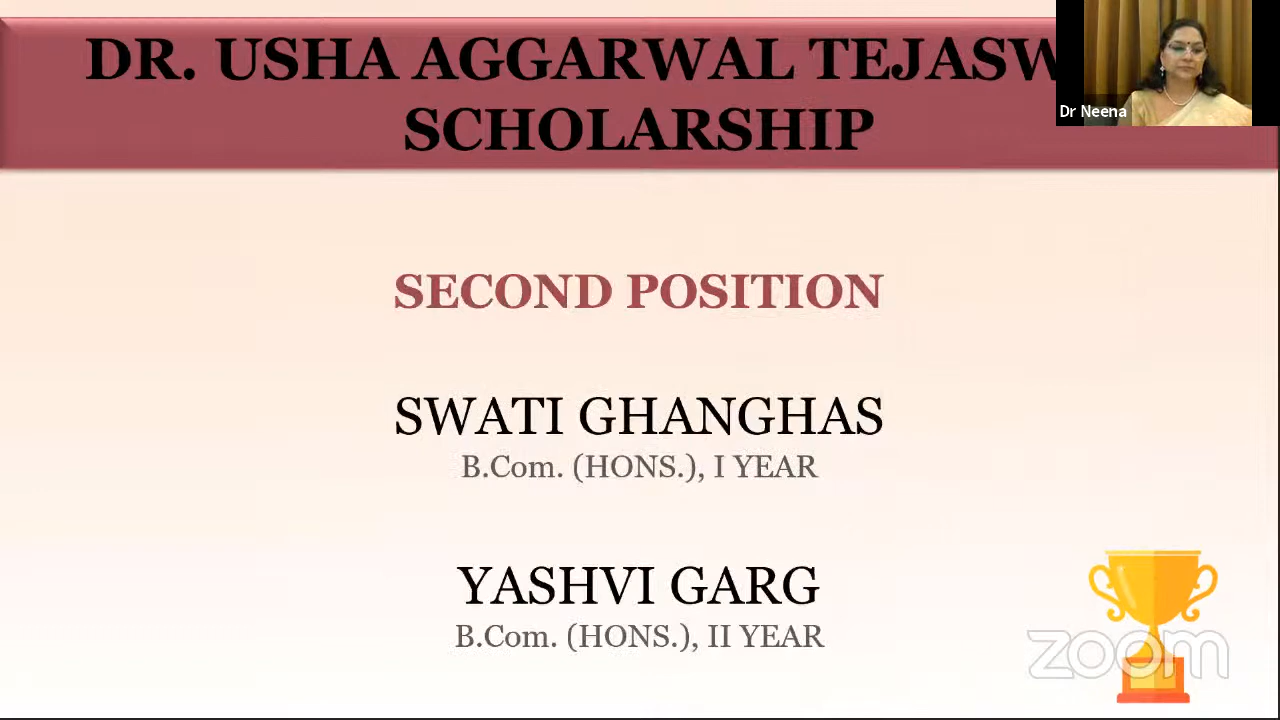 DR. USHA AGGARWAL TEJASW
SCHOLARSHIP
Dr Neena
SECOND POSITION
SWATI GHANGHAS
B.Com. (HONS.), I YEAR
YASHVI GARG
B.Com. (HONS.), II YEAR
zoom